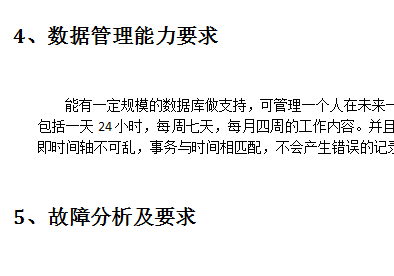 4、数据管理能力要求
能有一定规模的数据库做支持，可管理一个人在未来一
包括一天 24 小时，每周七天，每月四周的工作内容。并且
即时间轴不可乱，事务与时间相匹配，不会产生错误的记录
5、故障分析及要求